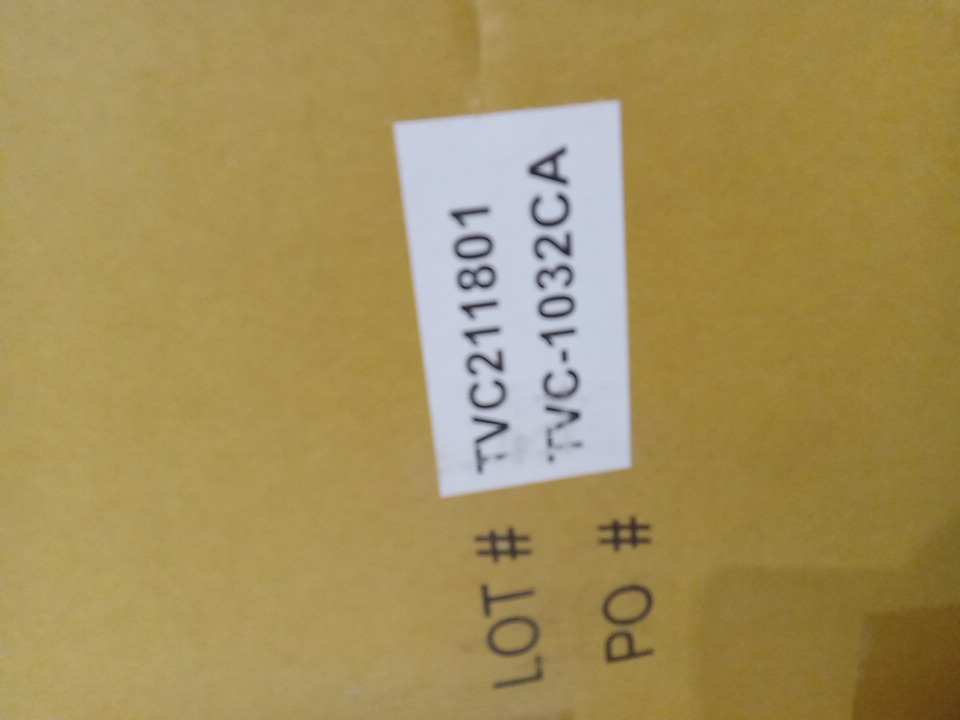 LOT # TVC211801
PO # TVC-1032CA